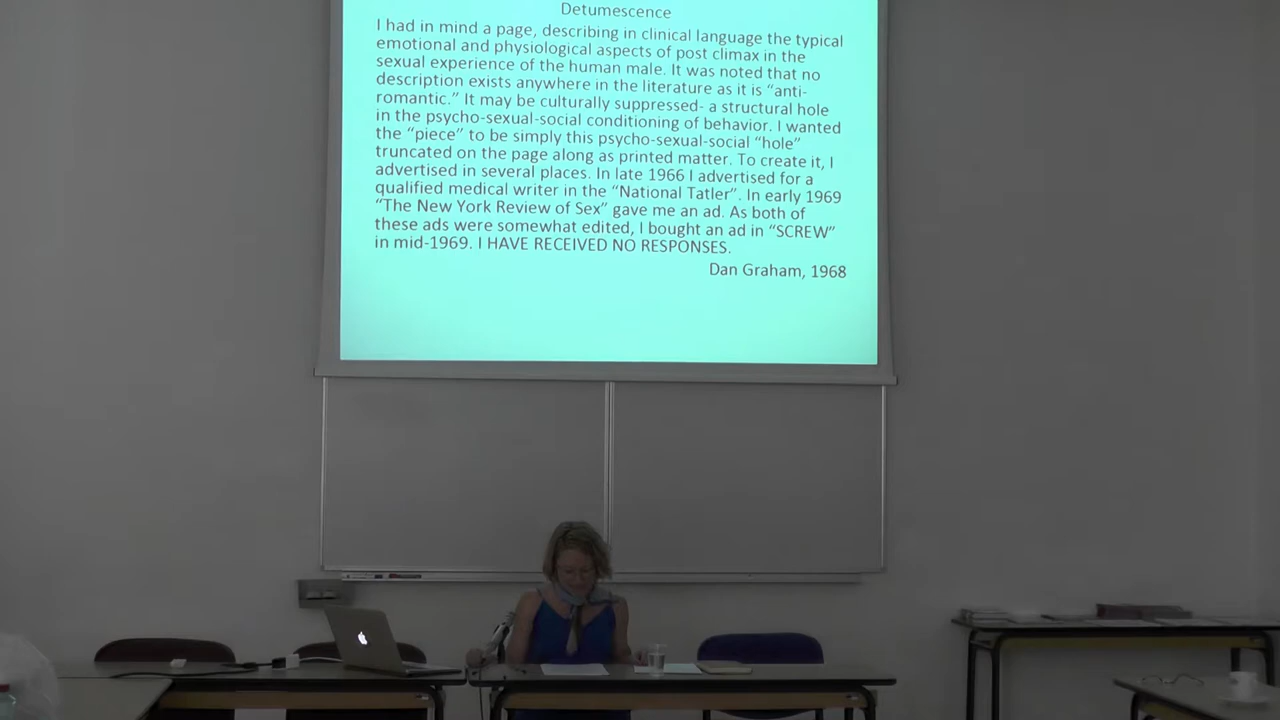 Detumescence
I had in mind a page, describing in clinical language the typical
emotional and physiological aspects of post climax in the
sexual experience of the human male. It was noted that no
description exists anywhere in the literature as it is “anti-
romantic.” It may be culturally suppressed- a structural hole
in the psycho-sexual-social conditioning of behavior. I wanted
the “piece” to be simply this psycho-sexual-social “hole”
truncated on the page along as printed matter. To create it, I
advertised in several places. In late 1966 I advertised for a
qualified medical writer in the “National Tatler”. In early 1969
“The New York Review of Sex” gave me an ad. As both of
these ads were somewhat edited, I bought an ad in “SCREW”
in mid-1969. I HAVE RECEIVED NO RESPONSES.
Dan Graham, 1968